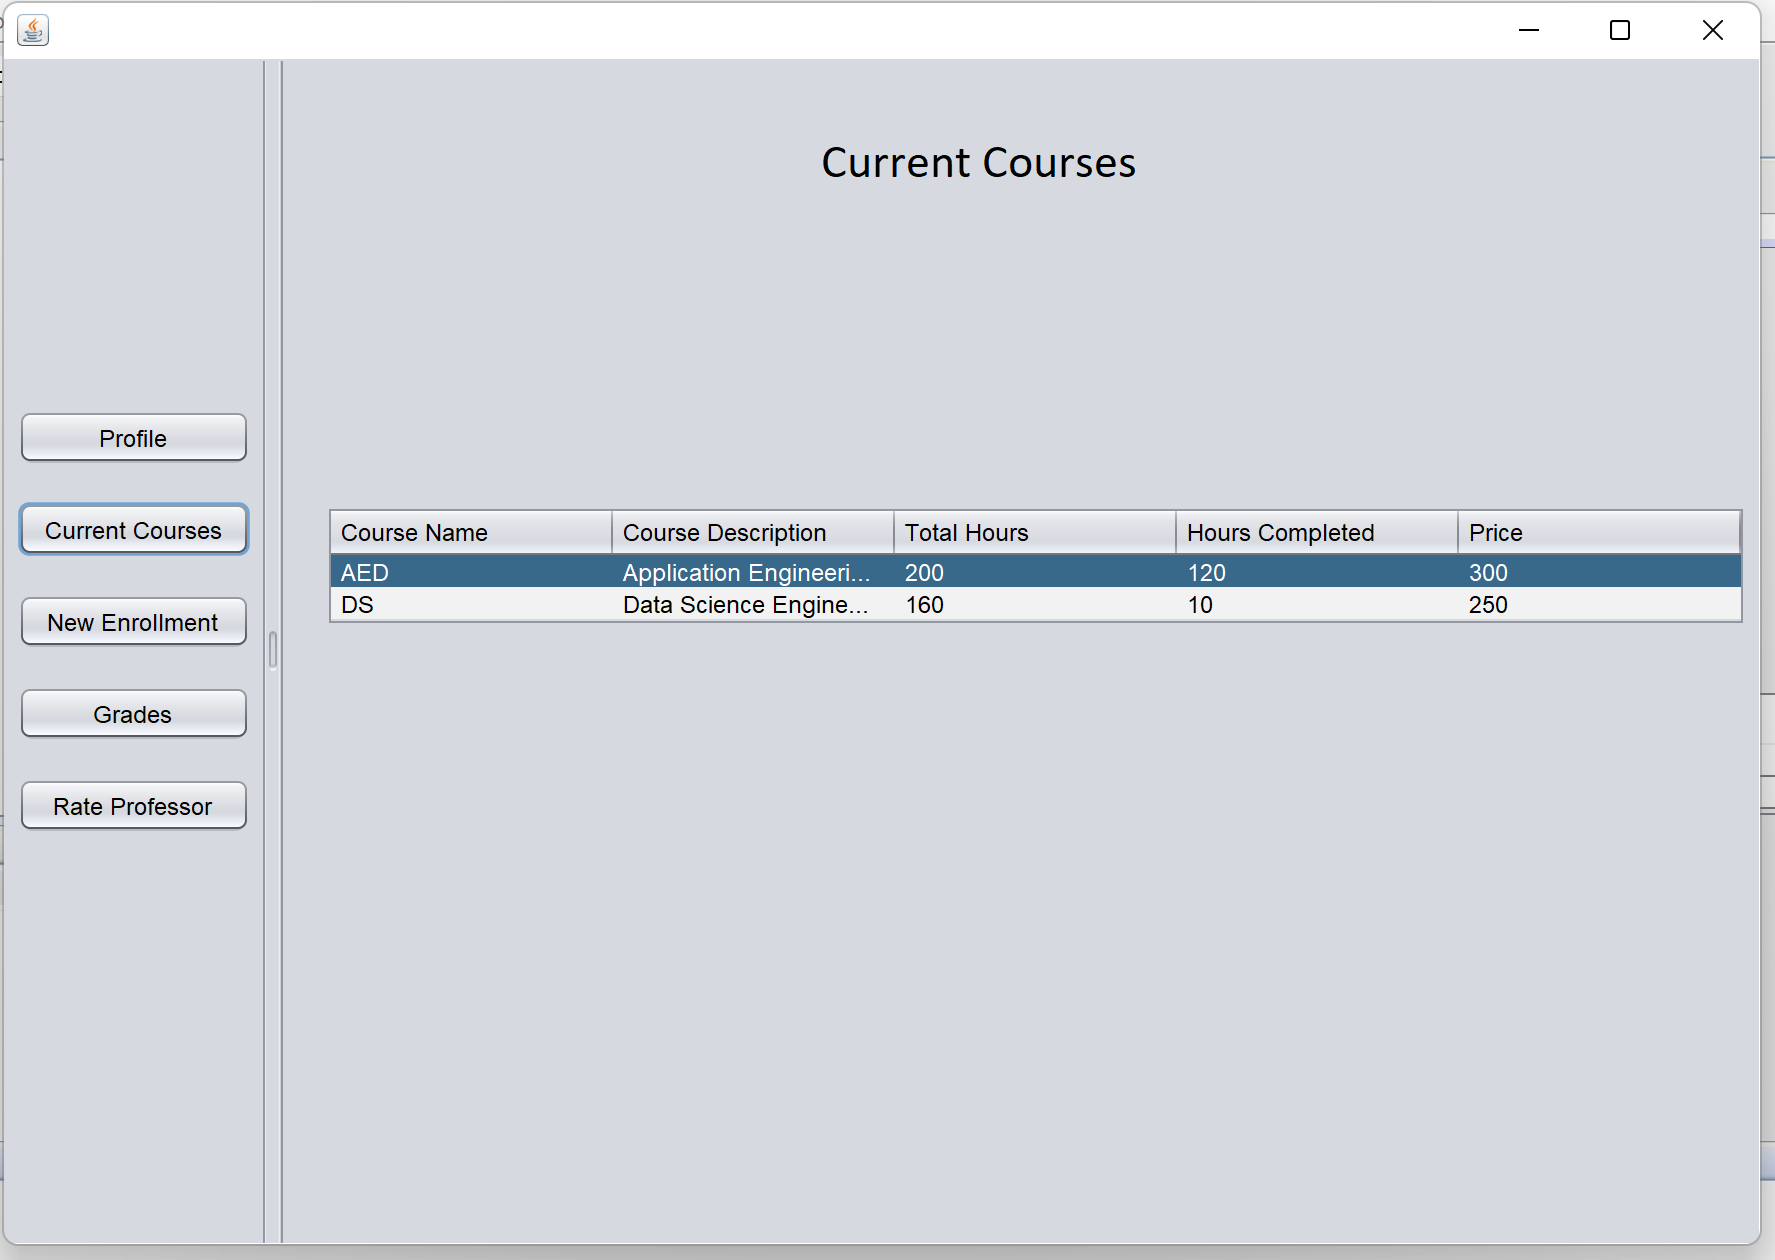 Current Courses
Profile
Current Courses
New Enrollment
Grades
Rate Professor
Course Name Course Description Total Hours Hours Completed Price
AED Application Engineeri... 200 120 300
DS Data Science Engine... 160 10 250